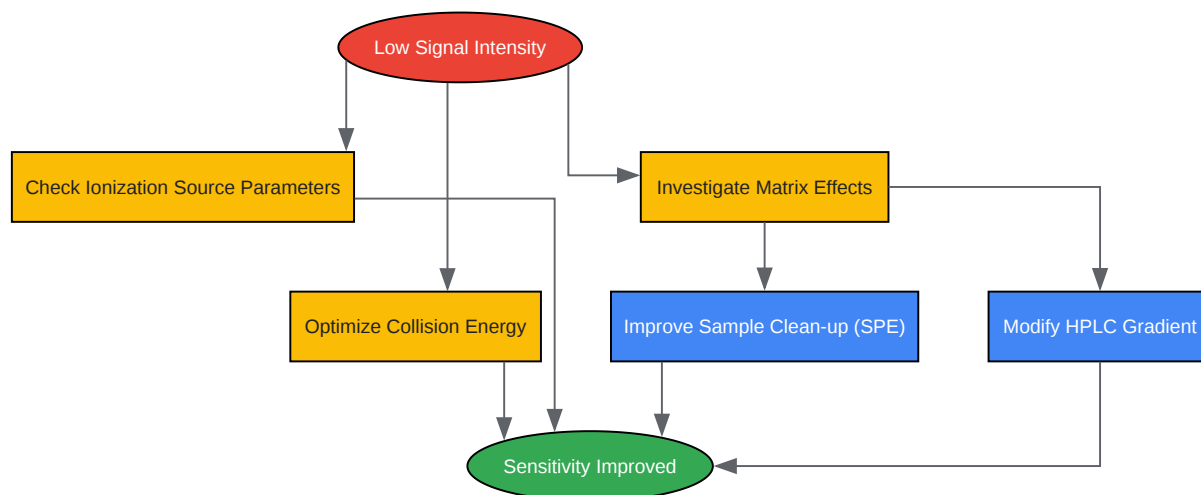 Low Signal Intensity
Check Ionization Source Parameters
Investigate Matrix Effects
Optimize Collision Energy
Improve Sample Clean-up (SPE)
Modify HPLC Gradient
Sensitivity Improved